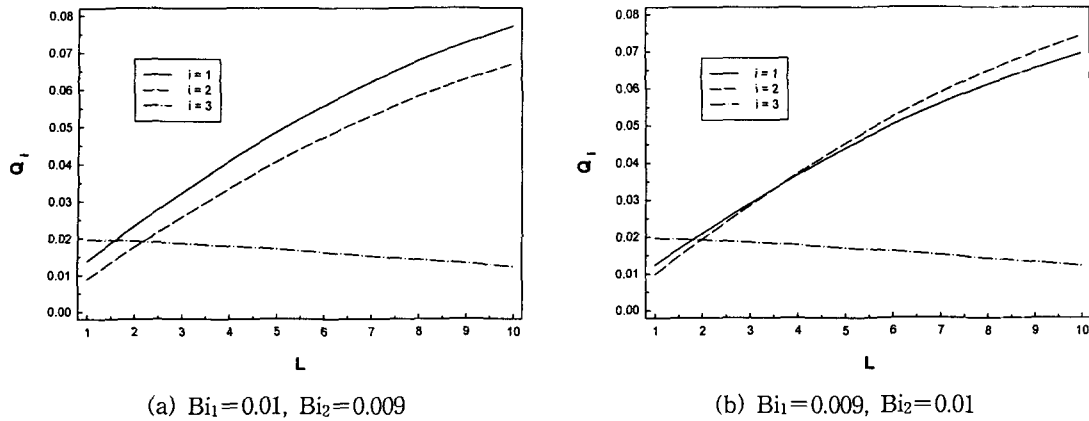 0.08
0.07
0.06
0.05
0.04
0.03
0.02
0.01
0.00
Q i
i = 1
i = 2
i = 3
1 2 3 4 5 6 7 8 9 10
L
(a) Bi₁=0.01, Bi₂=0.009
0.08
0.07
0.06
0.05
0.04
0.03
0.02
0.01
0.00
Q i
i = 1
i = 2
i = 3
1 2 3 4 5 6 7 8 9 10
L
(b) Bi₁=0.009, Bi₂=0.01